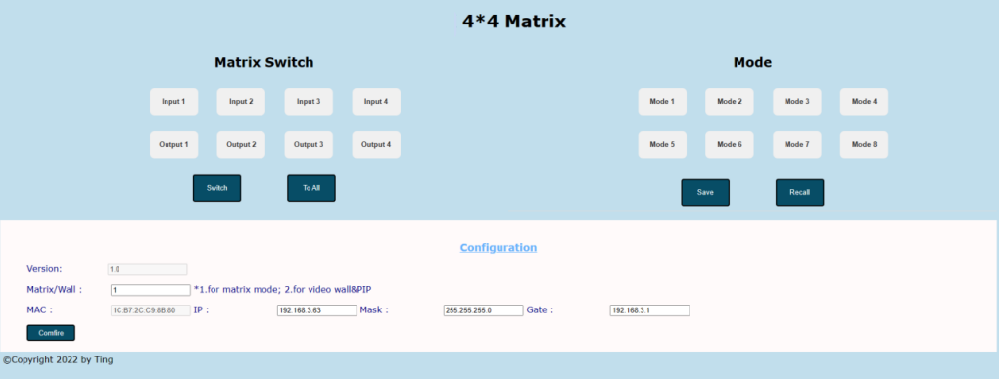 4*4 Matrix
Matrix Switch
Mode
Input 1 Input 2 Input 3 Input 4
Mode 1 Mode 2 Mode 3 Mode 4
Output 1 Output 2 Output 3 Output 4
Mode 5 Mode 6 Mode 7 Mode 8
Switch To All
Save Recall
Configuration
Version: 1.0
Matrix/Wall : 1 *1.for matrix mode; 2.for video wall&PIP
MAC : 1C:B7:2C:C9:8B:80 IP : 192.168.3.63 Mask : 255.255.255.0 Gate : 192.168.3.1
Comfire
©Copyright 2022 by Ting